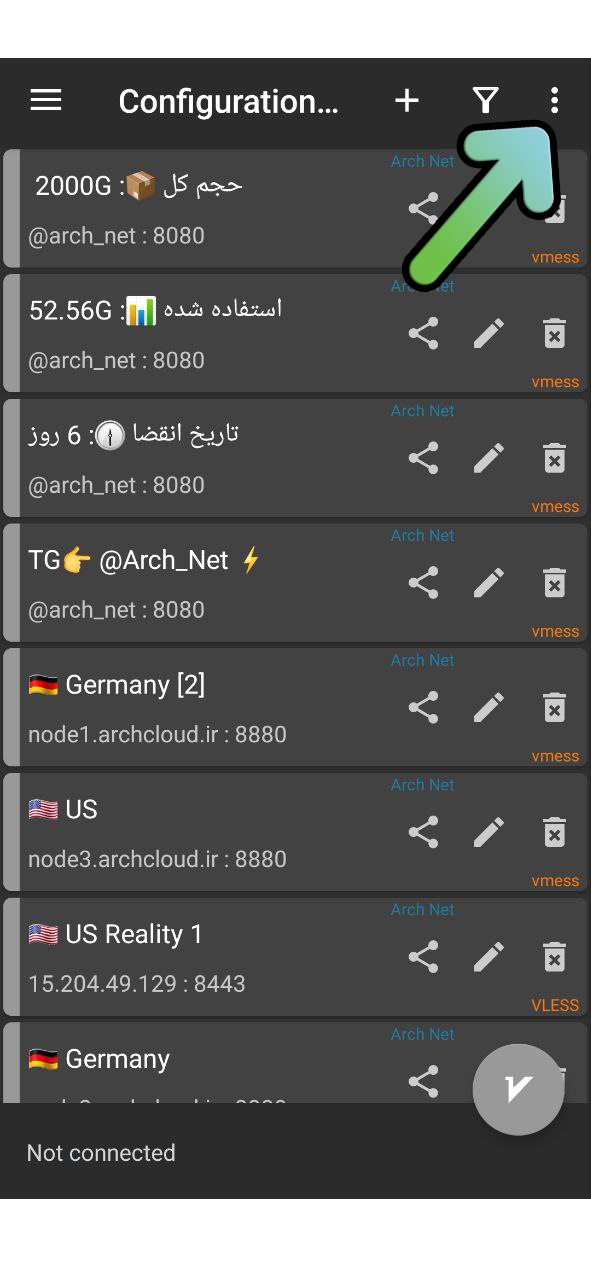 Configuration...
Arch Net
حجم کل 📦: 2000G
@arch_net : 8080
vmess
Arch Net
استفاده شده 📊: 52.56G
@arch_net : 8080
vmess
Arch Net
تاریخ انقضا 🕕: 6 روز
@arch_net : 8080
vmess
Arch Net
TG👉 @Arch_Net ⚡
@arch_net : 8080
vmess
Arch Net
🇩🇪 Germany [2]
node1.archcloud.ir : 8880
vmess
Arch Net
🇺🇸 US
node3.archcloud.ir : 8880
vmess
Arch Net
🇺🇸 US Reality 1
15.204.49.129 : 8443
VLESS
Arch Net
🇩🇪 Germany
Not connected